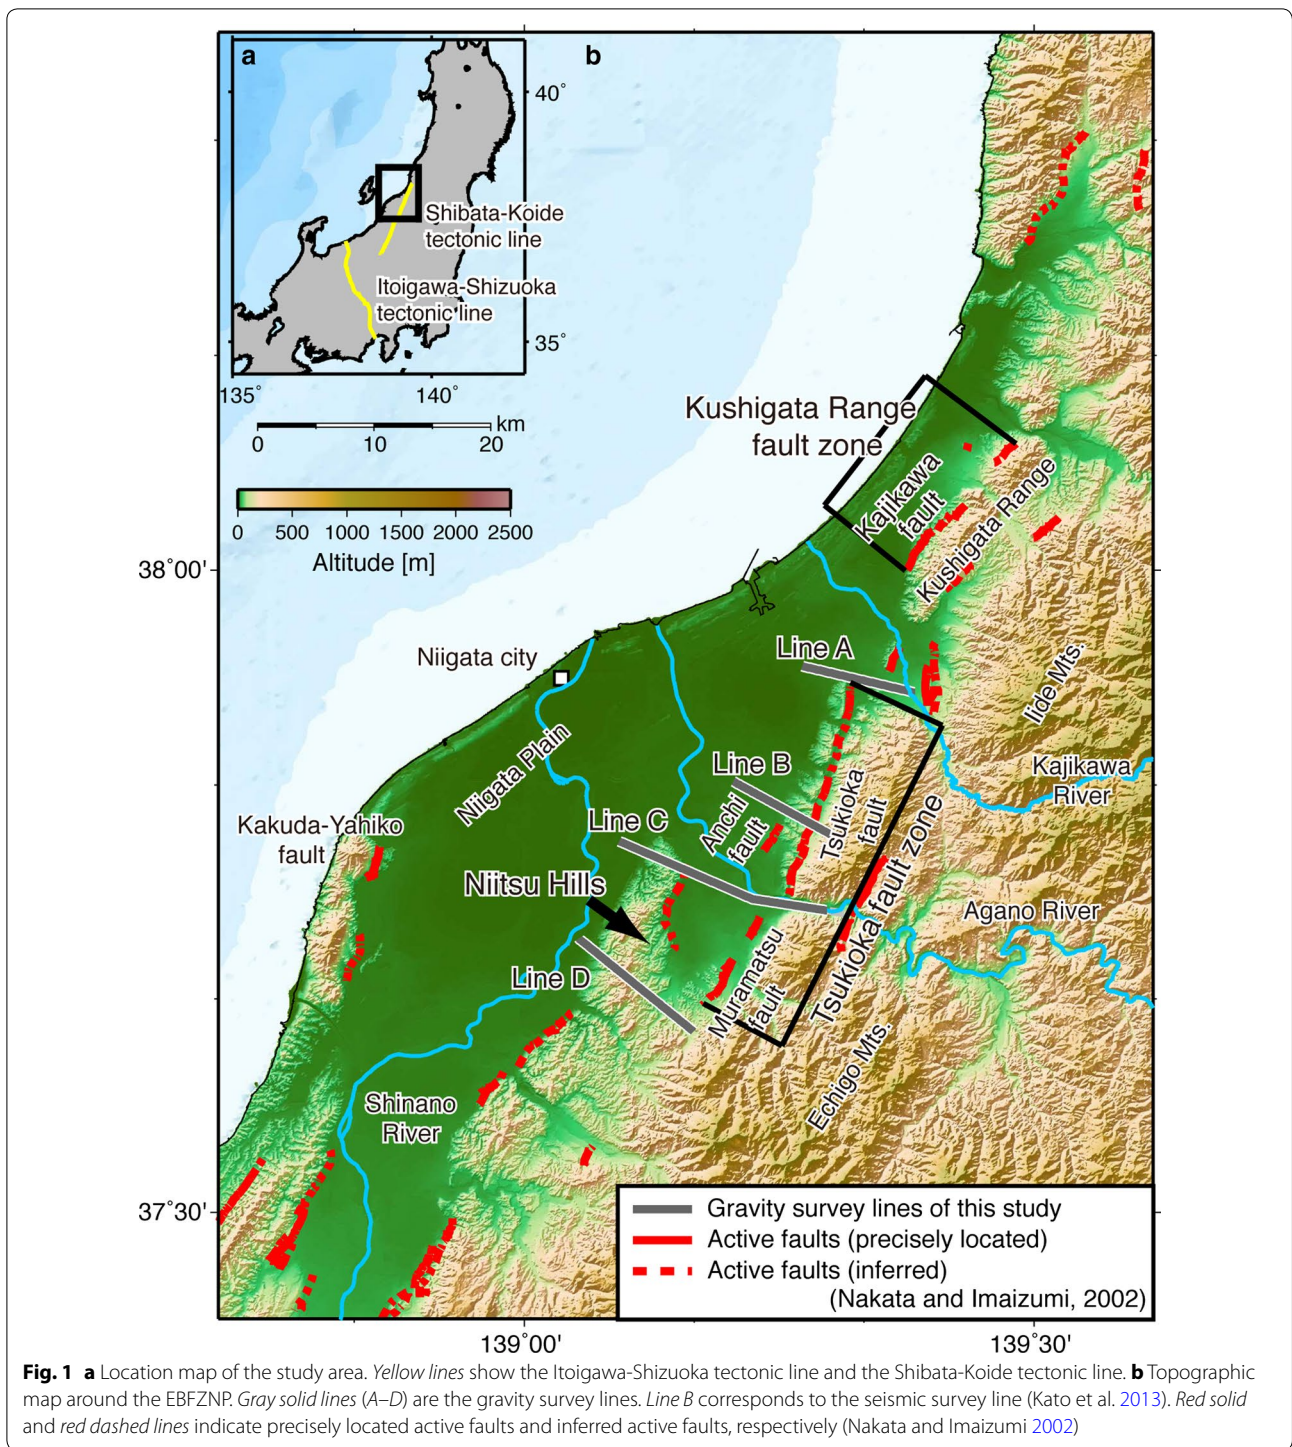 a
b
40°
Shibata-Koide
tectonic line
Itoigawa-Shizuoka
tectonic line
35°
135°
140°
km
0
10
20
0
500
1000
1500
2000
2500
Altitude [m]
Kushigata Range
fault zone
Kajikawa
fault
Kushigata Range
38°00'
Niigata city
Line A
Iide Mts.
Niigata Plain
Line B
Kajikawa
River
Anchi
fault
Tsukioka
fault
Kakuda-Yahiko
fault
Line C
Tsukioka fault zone
Niitsu Hills
Agano River
Line D
Muramatsu
fault
Echigo Mts.
Shinano
River
37°30'
Gravity survey lines of this study
Active faults (precisely located)
Active faults (inferred)
(Nakata and Imaizumi, 2002)
139°00'
139°30'
Fig. 1 a Location map of the study area. Yellow lines show the Itoigawa-Shizuoka tectonic line and the Shibata-Koide tectonic line. b Topographic
map around the EBFZNP. Gray solid lines (A–D) are the gravity survey lines. Line B corresponds to the seismic survey line (Kato et al. 2013). Red solid
and red dashed lines indicate precisely located active faults and inferred active faults, respectively (Nakata and Imaizumi 2002)